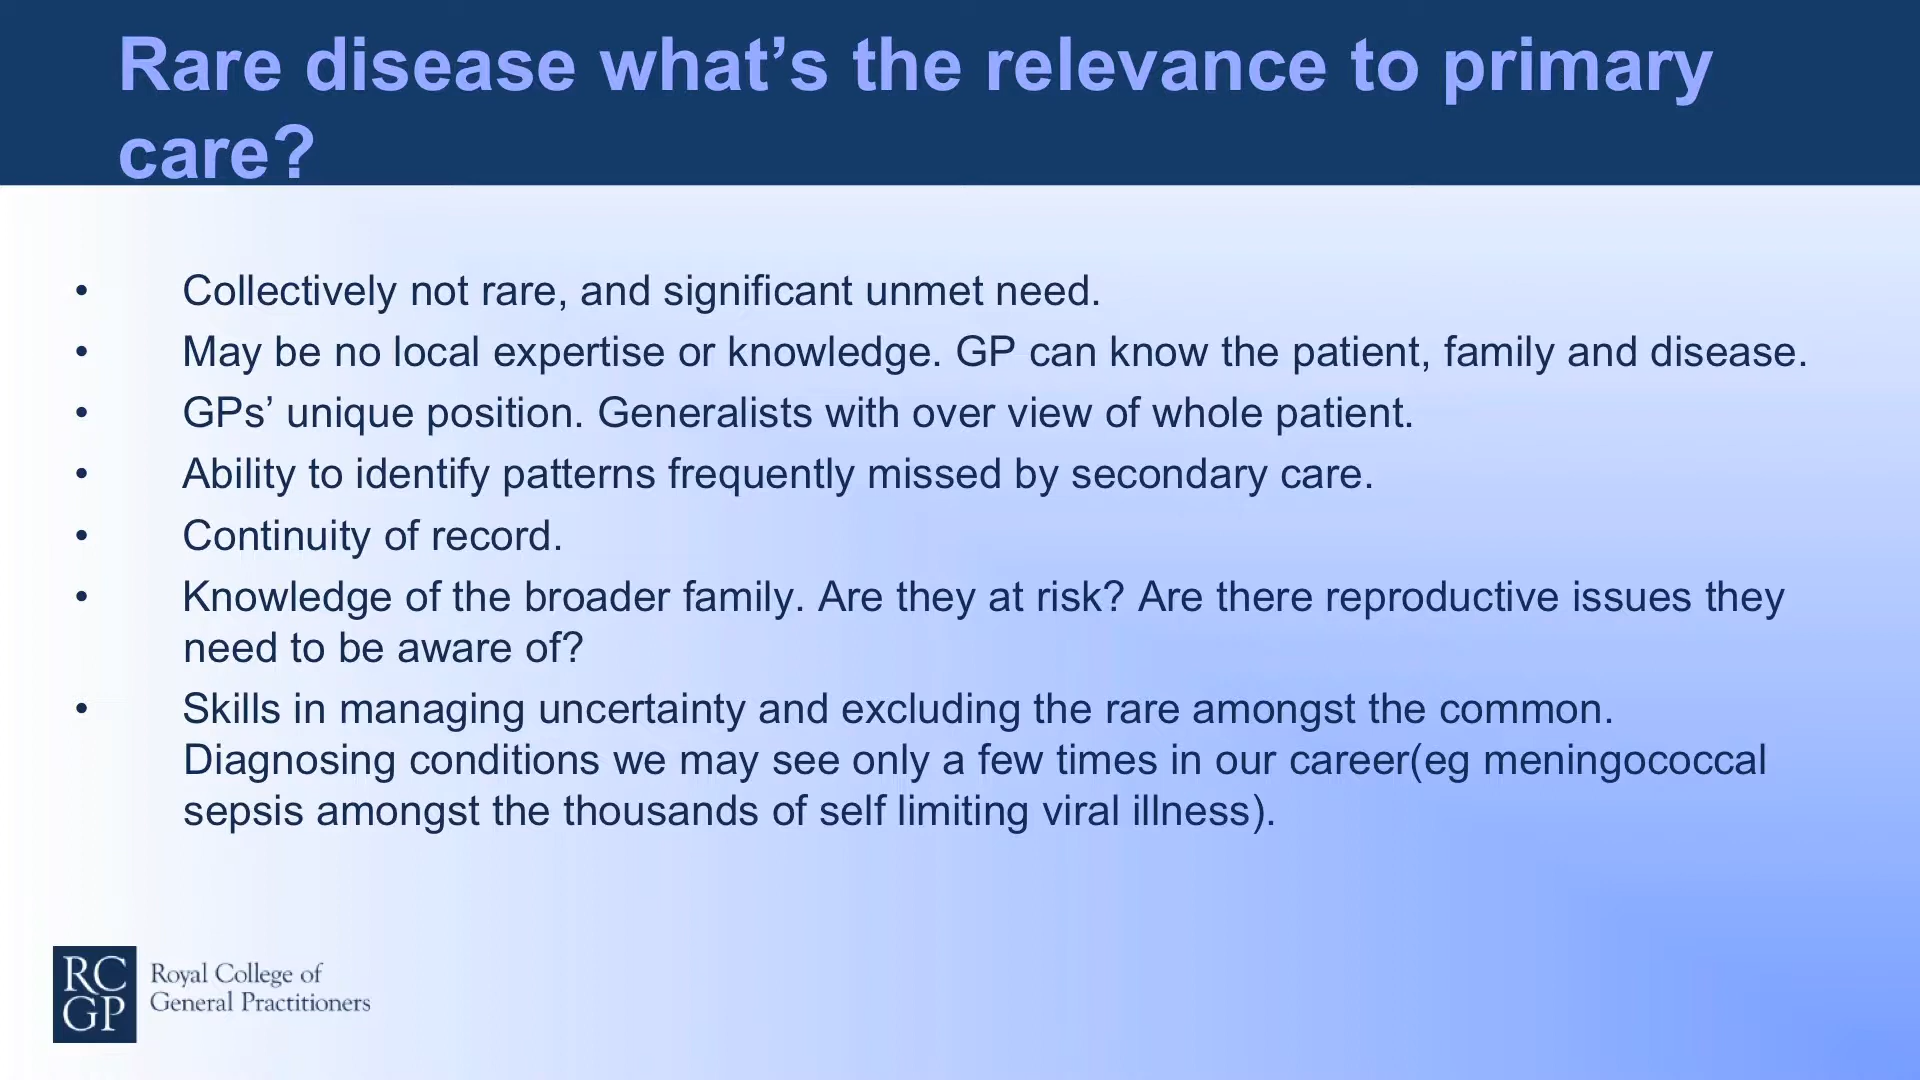 Rare disease what’s the relevance to primary
care?
• Collectively not rare, and significant unmet need.
• May be no local expertise or knowledge. GP can know the patient, family and disease.
• GPs’ unique position. Generalists with over view of whole patient.
• Ability to identify patterns frequently missed by secondary care.
• Continuity of record.
• Knowledge of the broader family. Are they at risk? Are there reproductive issues they
need to be aware of?
• Skills in managing uncertainty and excluding the rare amongst the common.
Diagnosing conditions we may see only a few times in our career(eg meningococcal
sepsis amongst the thousands of self limiting viral illness).
RC
GP
Royal College of
General Practitioners